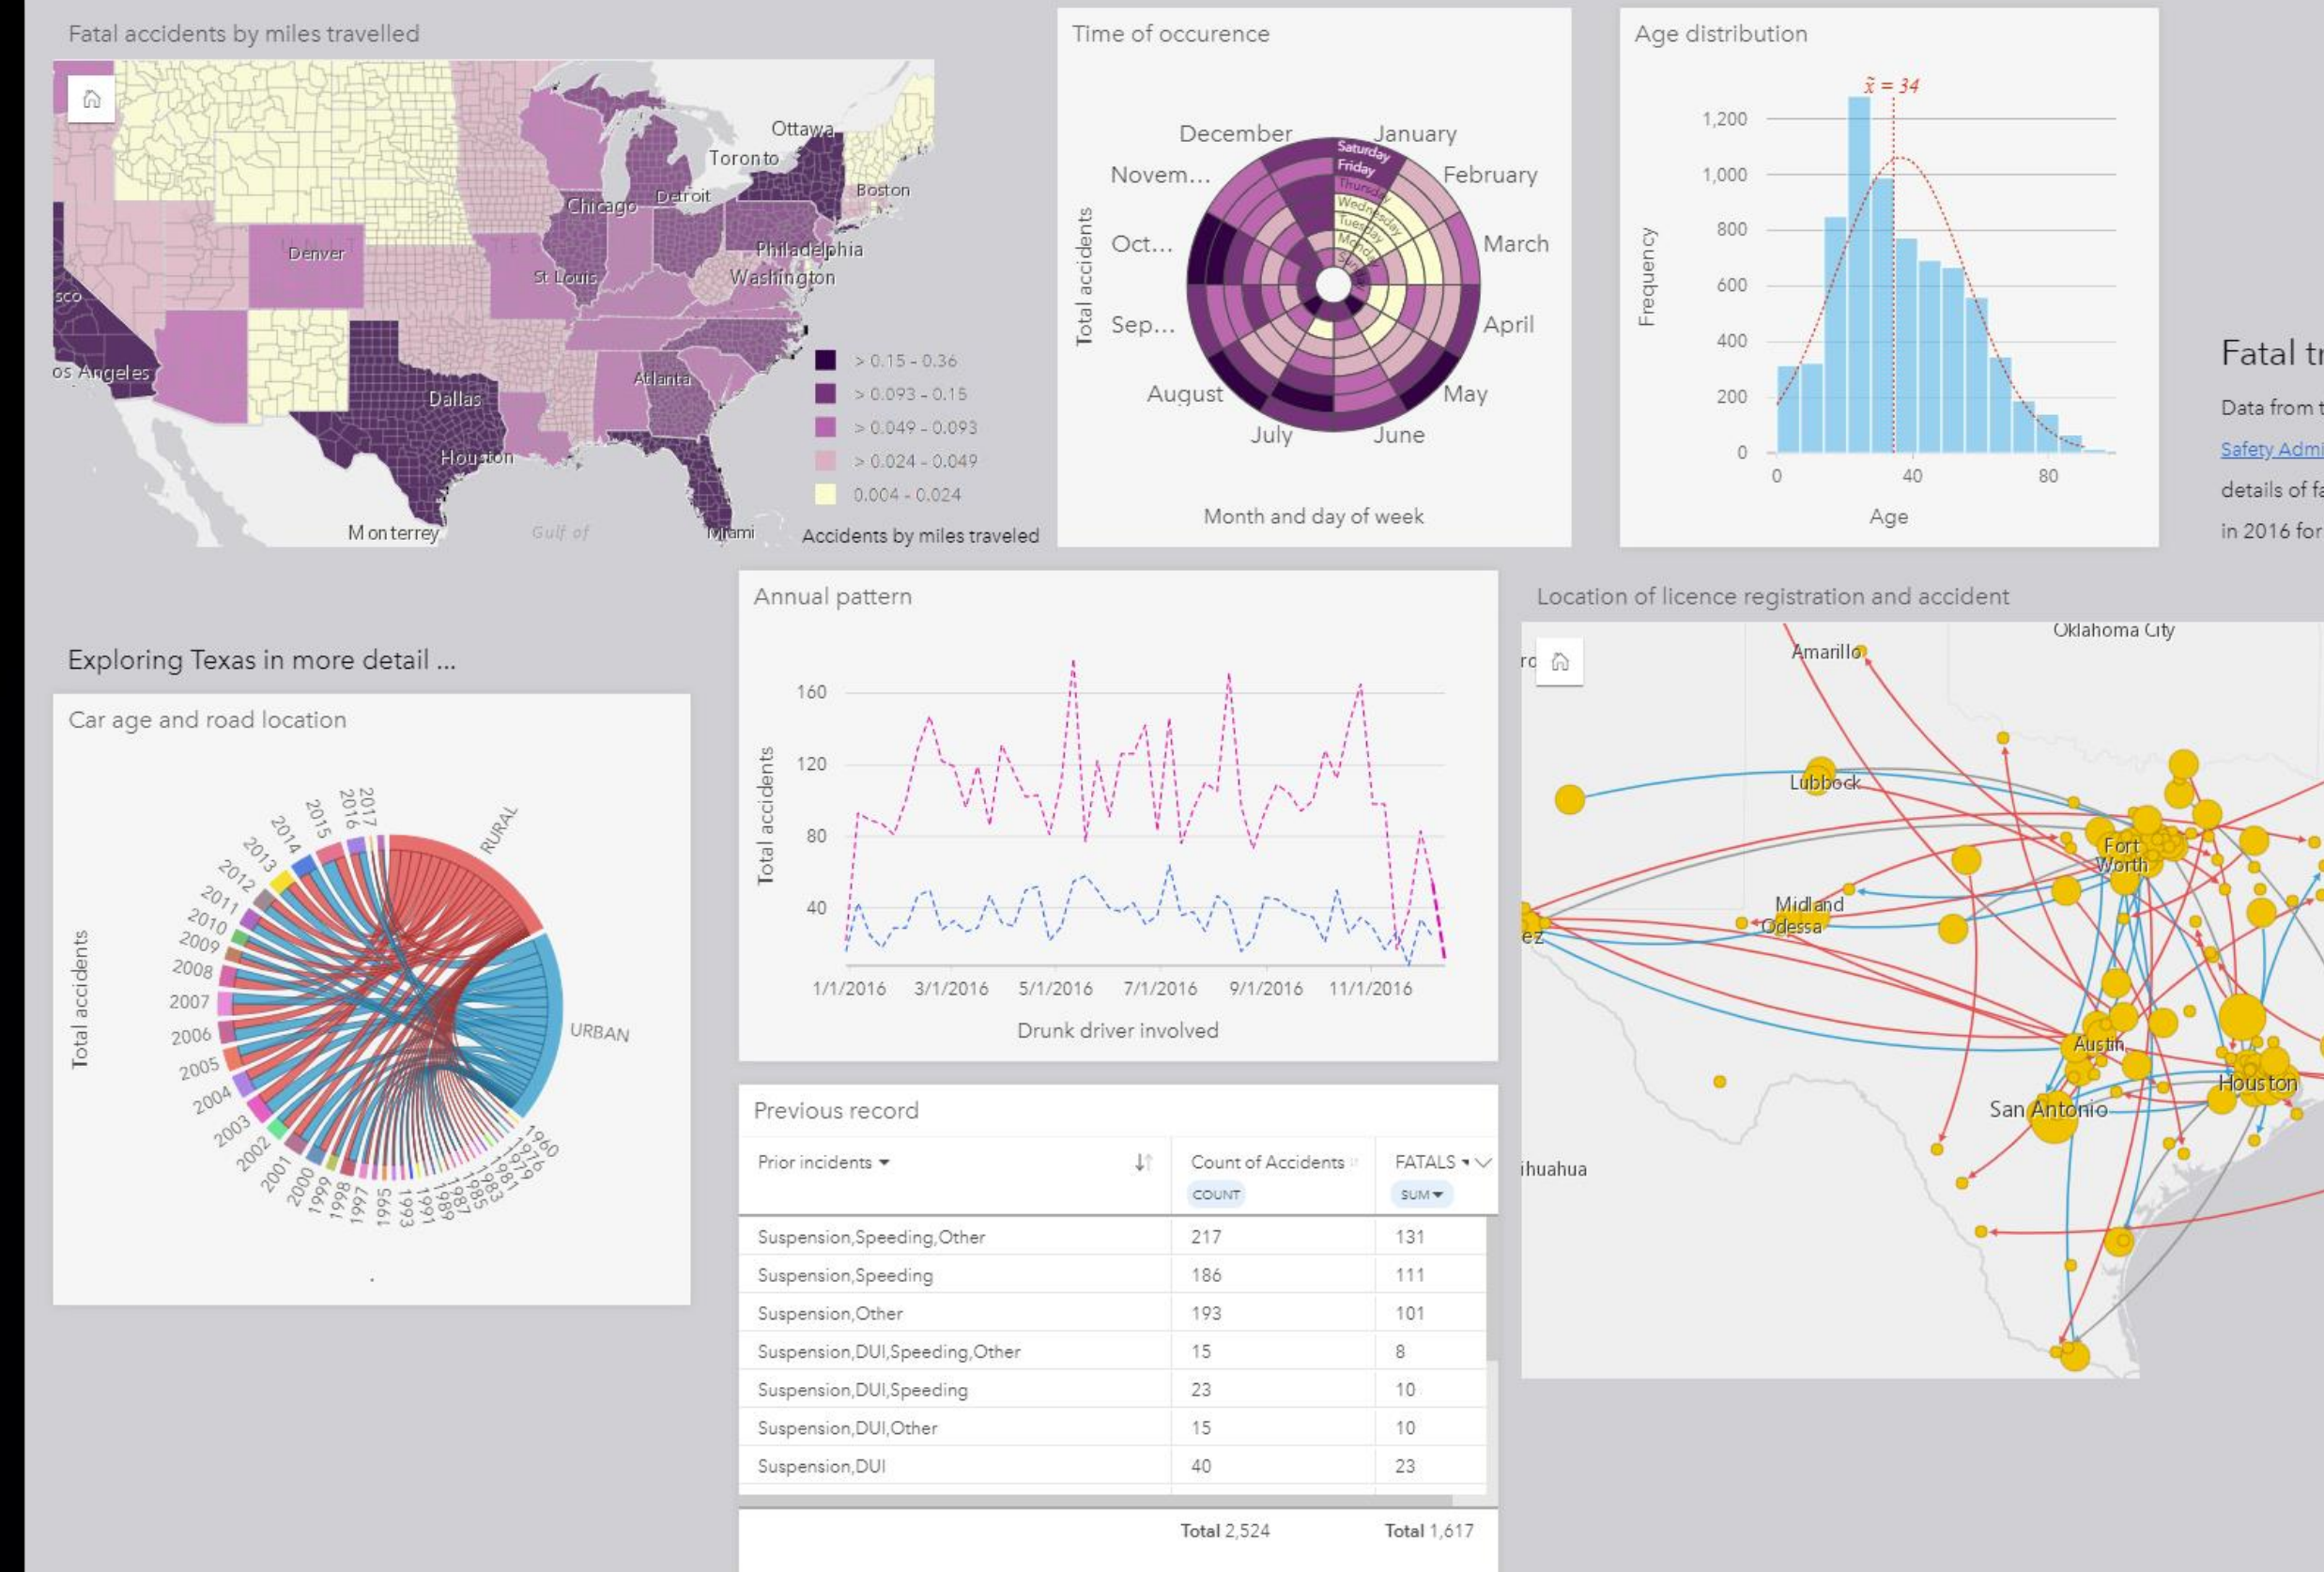 Fatal accidents by miles travelled
Ottawa
Toronto
Boston
Detroit
Chicago
Philadelphia
Denver
Washington
St Louis
sco
os Angeles
Atlanta
Dallas
Houston
Monterrey
Gulf of
Miami
> 0.15 - 0.36
> 0.093 - 0.15
> 0.049 - 0.093
> 0.024 - 0.049
0.004 - 0.024
Accidents by miles traveled
Time of occurence
Total accidents
December
January
Novem...
February
Oct...
March
Sep...
April
August
May
July
June
Saturday
Friday
Thursday
Wednesday
Tuesday
Monday
Sunday
Month and day of week
Age distribution
x̃ = 34
Frequency
1,200
1,000
800
600
400
200
0
0 40 80
Age
Fatal tr
Data from t
Safety Admi
details of fa
in 2016 for
Exploring Texas in more detail ...
Car age and road location
Total accidents
RURAL
URBAN
2017
2016
2015
2014
2013
2012
2011
2010
2009
2008
2007
2006
2005
2004
2003
2002
2001
2000
1999
1998
1997
1995
1993
1991
1989
1987
1985
1983
1981
1979
1976
1960
Annual pattern
Total accidents
160
120
80
40
1/1/2016 3/1/2016 5/1/2016 7/1/2016 9/1/2016 11/1/2016
Drunk driver involved
Previous record
Prior incidents Count of Accidents FATALS
COUNT SUM
Suspension,Speeding,Other 217 131
Suspension,Speeding 186 111
Suspension,Other 193 101
Suspension,DUI,Speeding,Other 15 8
Suspension,DUI,Speeding 23 10
Suspension,DUI,Other 15 10
Suspension,DUI 40 23
Total 2,524 Total 1,617
Location of licence registration and accident
Oklahoma City
Amarillo
Lubbock
Fort
Worth
Midland
Odessa
ez
Austin
Houston
San Antonio
ihuahua